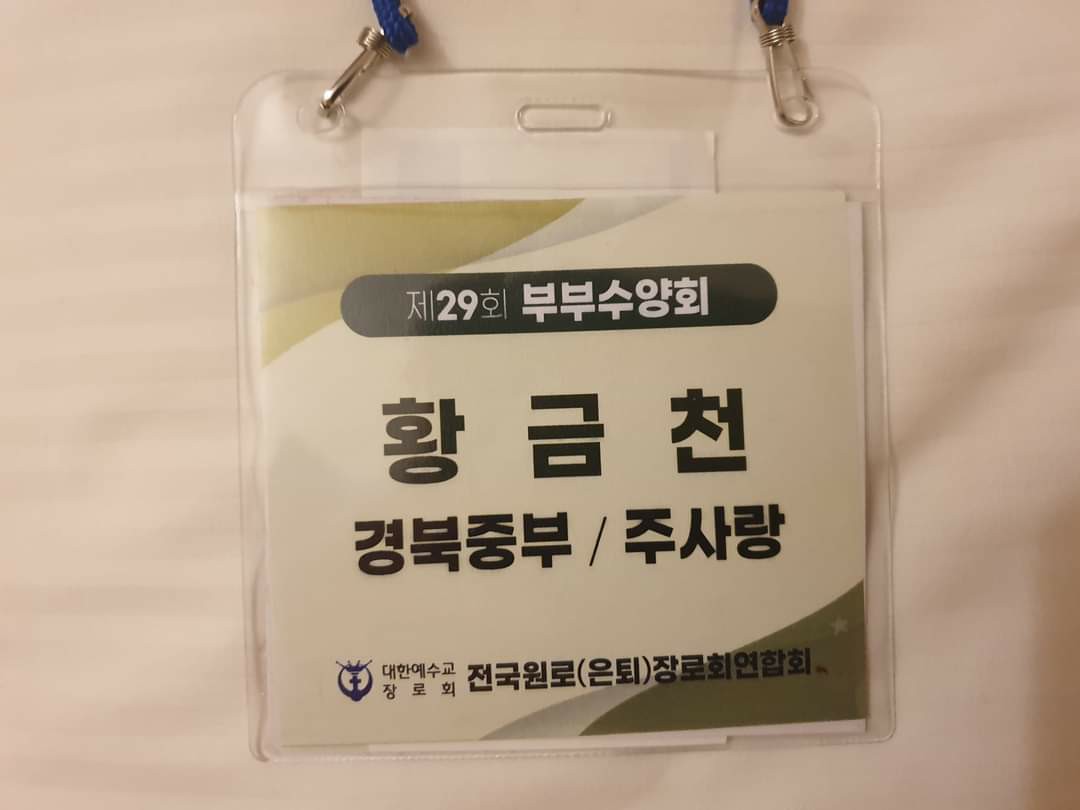 제29회 부부수양회
황 금 천
경북중부 / 주사랑
대한예수교
장 로 회
전국원로(은퇴)장로회연합회